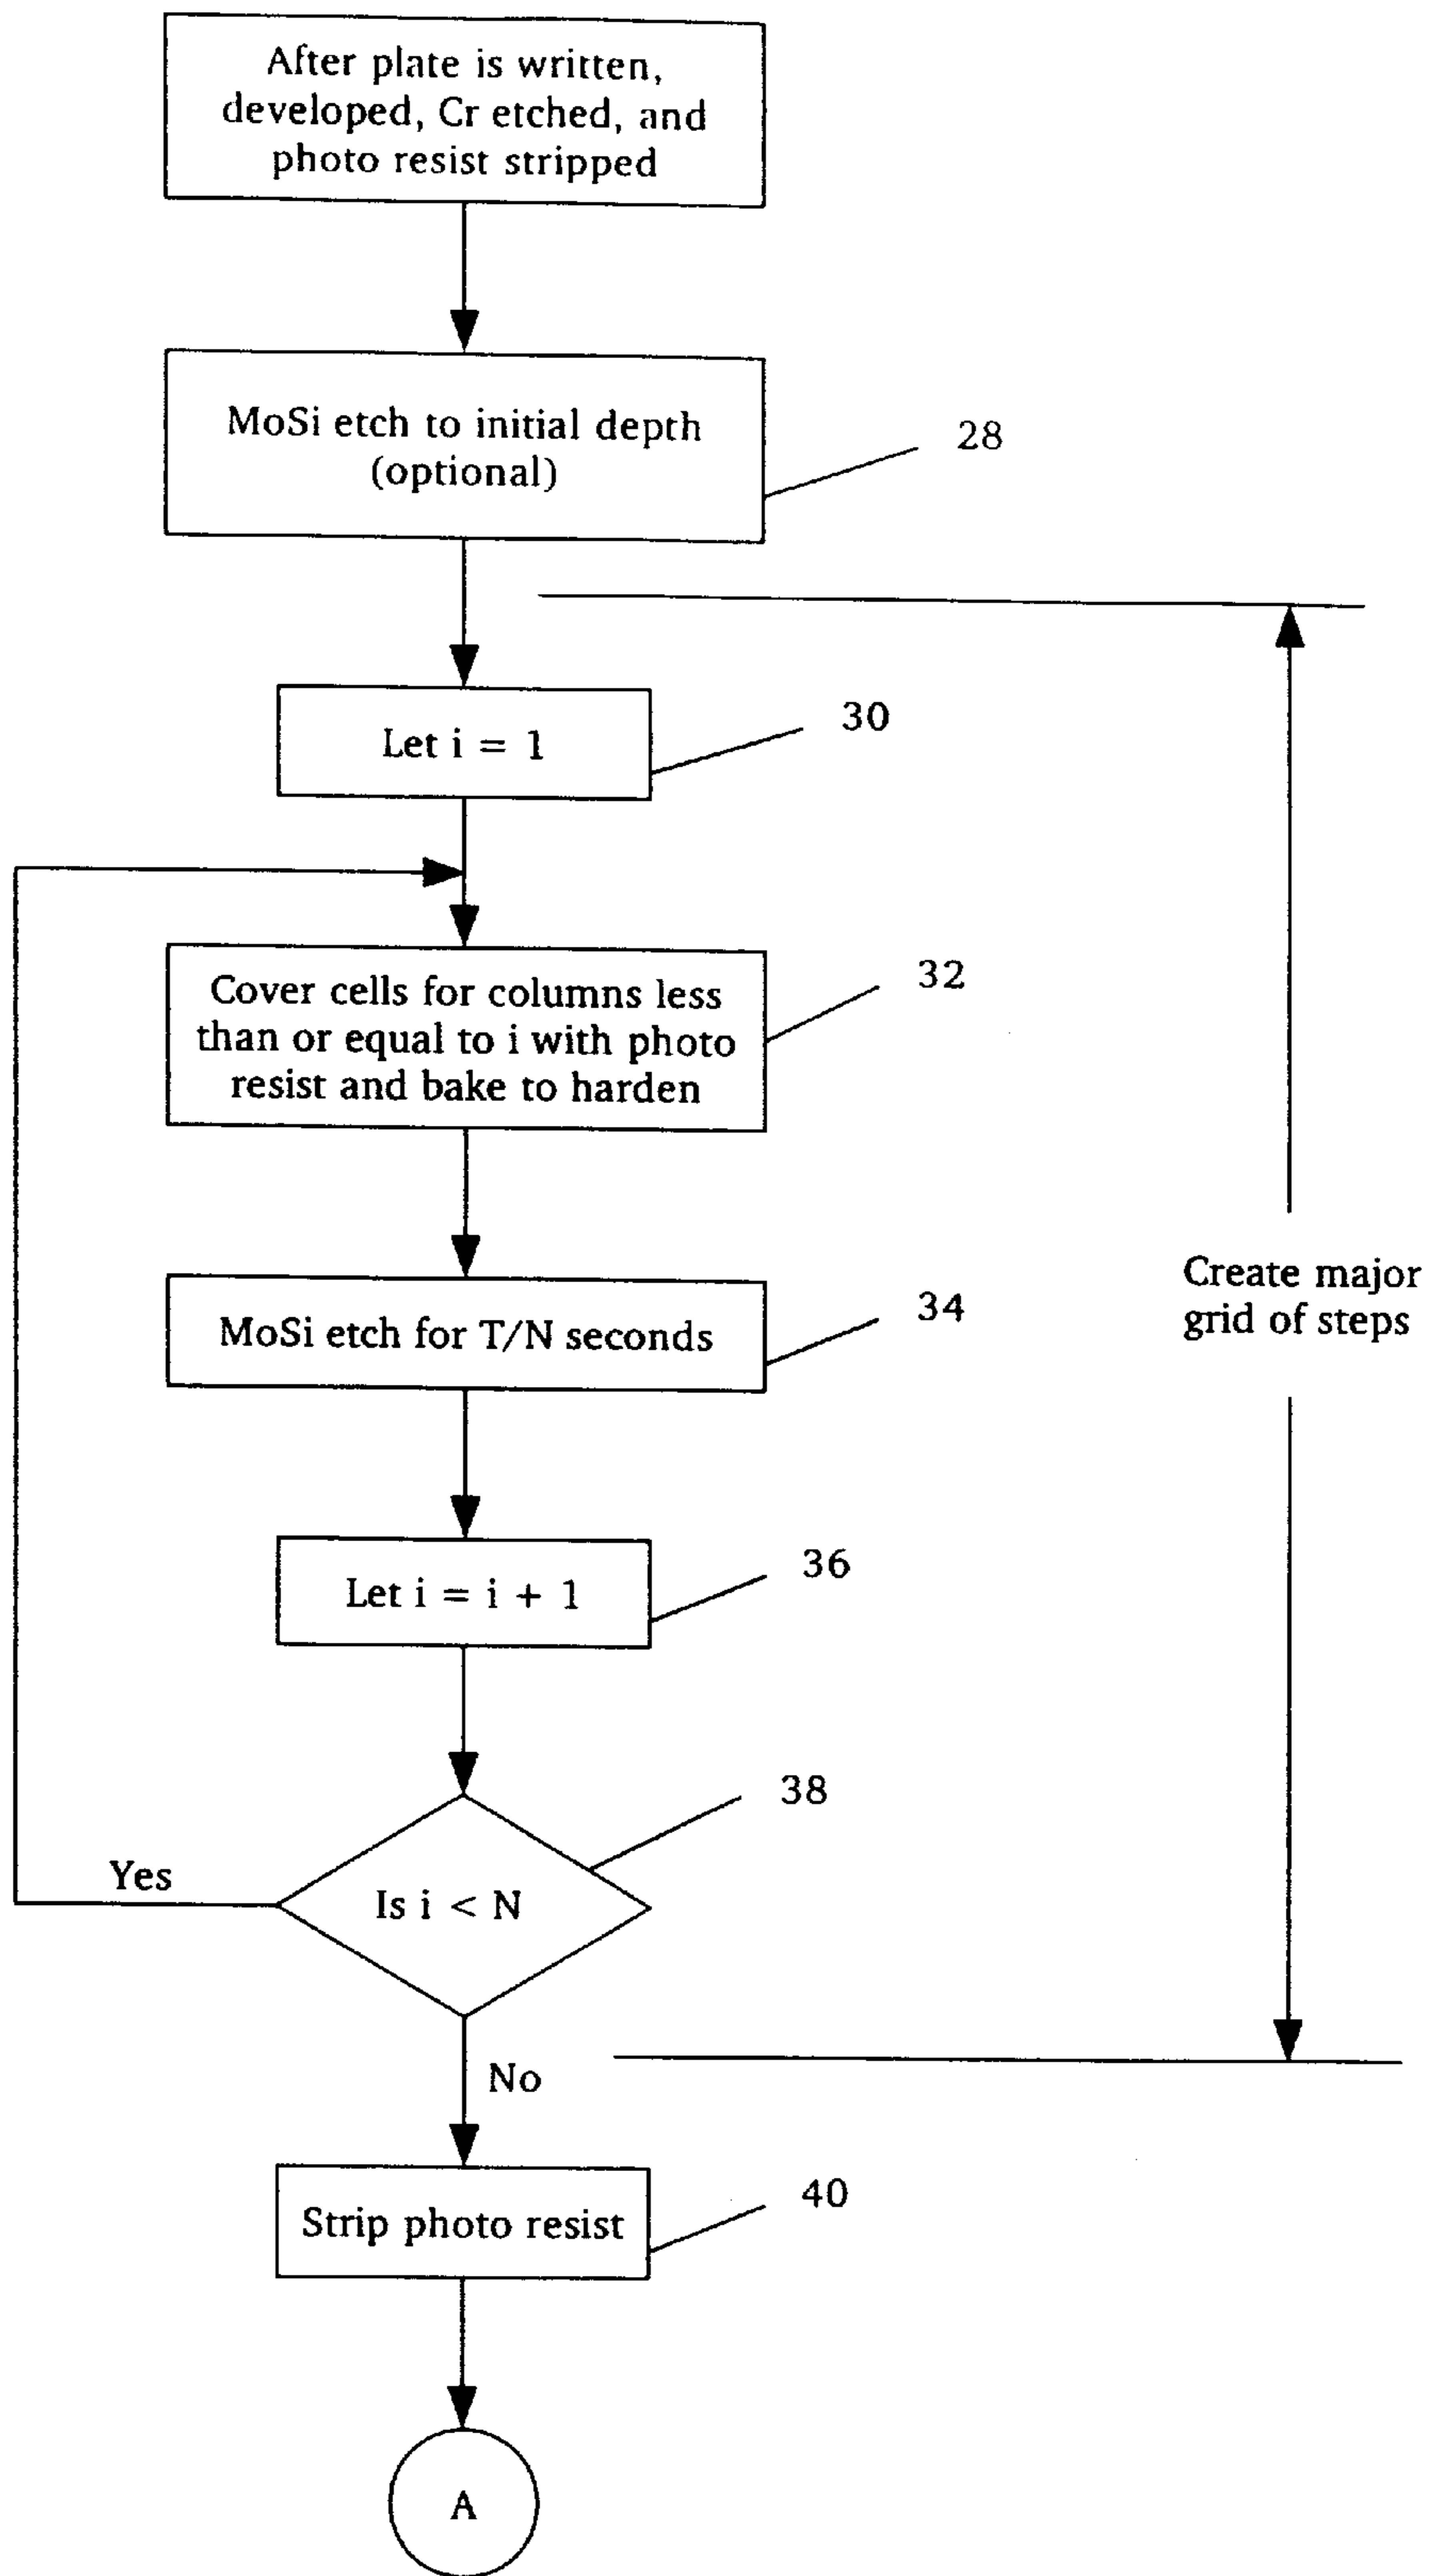 After plate is written,
developed, Cr etched, and
photo resist stripped
MoSi etch to initial depth
(optional)
28
Let i = 1
30
Cover cells for columns less
than or equal to i with photo
resist and bake to harden
32
MoSi etch for T/N seconds
34
Create major
grid of steps
Let i = i + 1
36
Is i < N
38
Yes
No
Strip photo resist
40
A